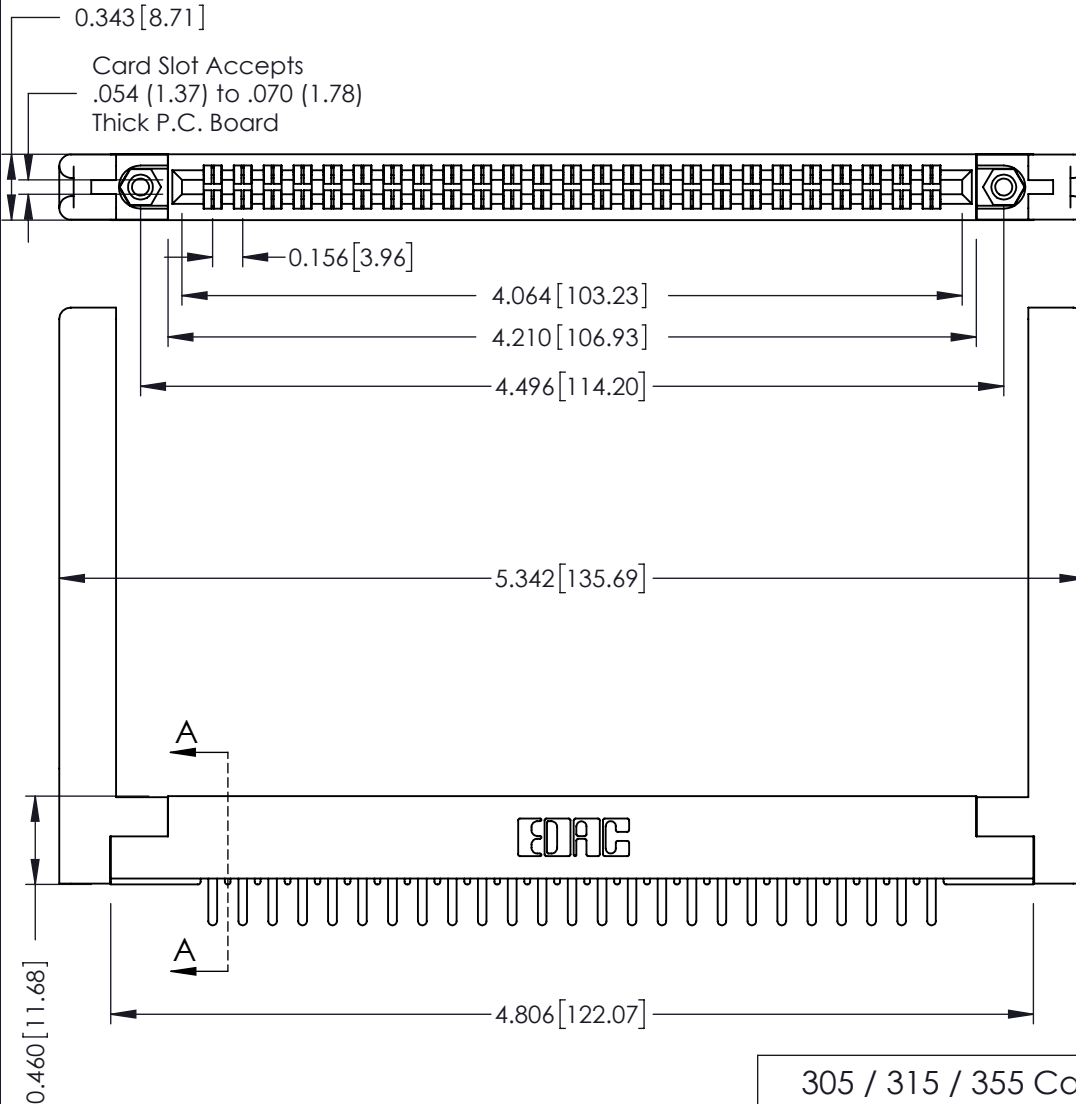 0.343[8.71]
Card Slot Accepts
.054 (1.37) to .070 (1.78)
Thick P.C. Board
0.156[3.96]
4.064[103.23]
4.210[106.93]
4.496[114.20]
5.342[135.69]
A
EDAC
A
0.460[11.68]
4.806[122.07]
305 / 315 / 355